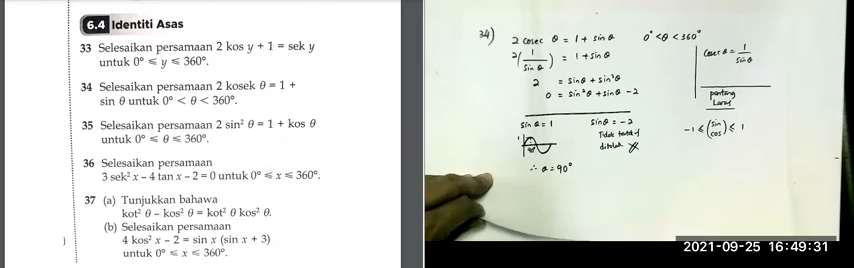 6.4 Identiti Asas
33 Selesaikan persamaan 2 kos y + 1 = sek y
untuk 0° ⩽ y ⩽ 360°.
34 Selesaikan persamaan 2 kosek θ = 1 +
sin θ untuk 0° < θ < 360°.
35 Selesaikan persamaan 2 sin² θ = 1 + kos θ
untuk 0° ⩽ θ ⩽ 360°.
36 Selesaikan persamaan
3 sek² x – 4 tan x – 2 = 0 untuk 0° ⩽ x ⩽ 360°.
37 (a) Tunjukkan bahawa
kot² θ – kos² θ = kot² θ kos² θ.
(b) Selesaikan persamaan
4 kos² x – 2 = sin x (sin x + 3)
untuk 0° ⩽ x ⩽ 360°.
34) 2 cosec θ = 1 + sin θ 0° < θ < 360°
2(1/sin θ) = 1 + sin θ
2 = sin θ + sin² θ
0 = sin² θ + sin θ - 2
sin θ = 1 sin θ = -2
1 90°
ditolak
∴ θ = 90°
cosec θ = 1/sin θ
-1 ⩽ (sin cos) ⩽ 1
2021-09-25 16:49:31